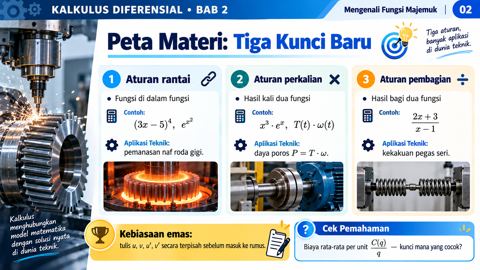 KALKULUS DIFERENSIAL • BAB 2
Mengenali Fungsi Majemuk
02
Peta Materi: Tiga Kunci Baru
Tiga aturan,
banyak aplikasi
di dunia teknik.
1 Aturan rantai
• Fungsi di dalam fungsi
Contoh:
(3x − 5)⁴, eˣ²
Aplikasi Teknik:
pemanasan naf roda gigi.
2 Aturan perkalian ×
• Hasil kali dua fungsi
Contoh:
x³ · eˣ, T(t) · ω(t)
Aplikasi Teknik:
daya poros P = T · ω.
3 Aturan pembagian ÷
• Hasil bagi dua fungsi
Contoh:
2x + 3
x − 1
Aplikasi Teknik:
kekakuan pegas seri.
Kalkulus
menghubungkan
model matematika
dengan solusi nyata
di dunia teknik.
Kebiasaan emas:
tulis u, v, u′, v′ secara terpisah sebelum masuk ke rumus.
? Cek Pemahaman
Biaya rata-rata per unit C(q)/q − kunci mana yang cocok?